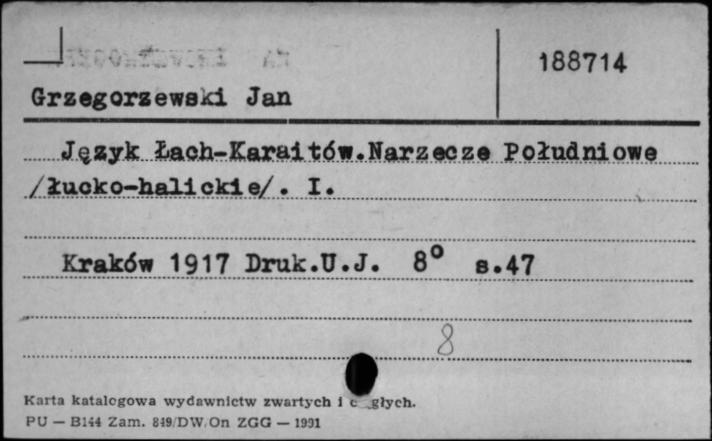 188714
Grzegorzewski Jan
Język Łach-Karaitów.Narzecze Południowe
/łucko-halickie/. I.
Kraków 1917 Druk.U.J. 8° s.47
8
Karta katalogowa wydawnictw zwartych i
PU — B144 Zam. 849/DW/On ZGG — 1991